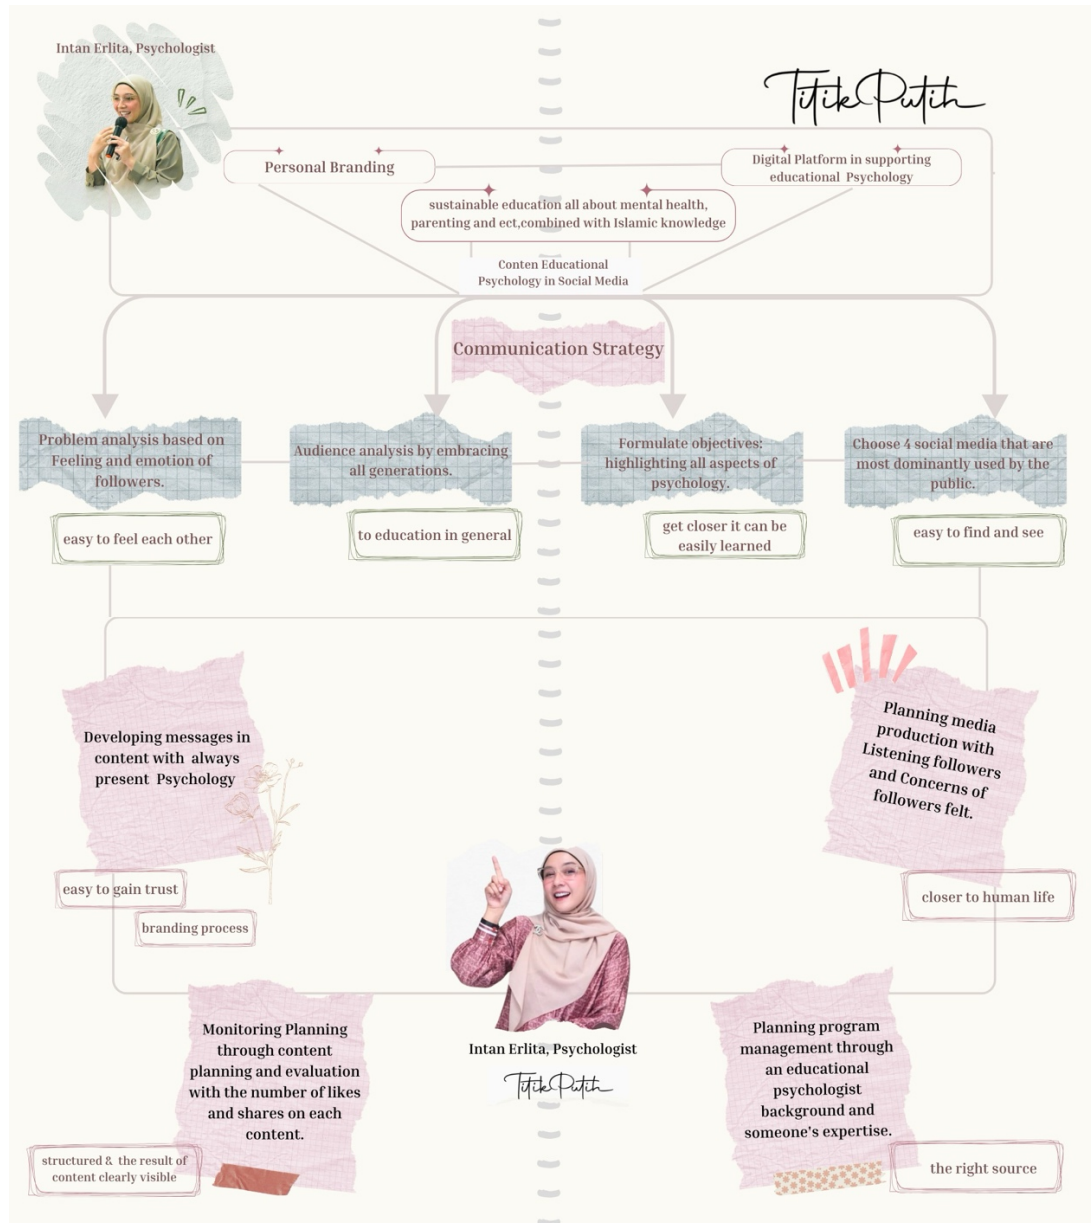 Intan Erlita, Psychologist
TitikPutih
Personal Branding
Digital Platform in supporting
educational Psychology
sustainable education all about mental health,
parenting and ect,combined with Islamic knowledge
Conten Educational
Psychology in Social Media
Communication Strategy
Problem analysis based on
Feeling and emotion of
followers.
Audience analysis by embracing
all generations.
Formulate objectives:
highlighting all aspects of
psychology.
Choose 4 social media that are
most dominantly used by the
public.
easy to feel each other
to education in general
get closer it can be
easily learned
easy to find and see
Developing messages in
content with always
present Psychology
easy to gain trust
branding process
Planning media
production with
Listening followers
and Concerns of
followers felt.
closer to human life
Intan Erlita, Psychologist
TitikPutih
Monitoring Planning
through content
planning and evaluation
with the number of likes
and shares on each
content.
structured & the result of
content clearly visible
Planning program
management through
an educational
psychologist
background and
someone's expertise.
the right source